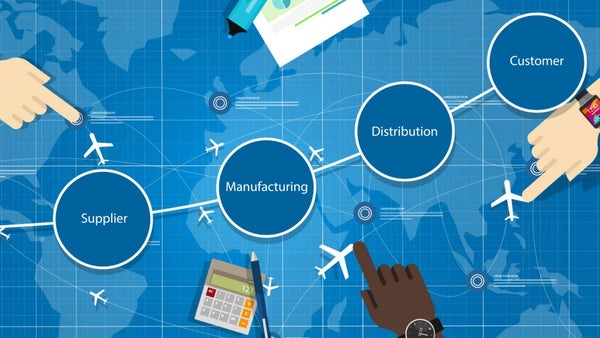 Customer
Distribution
Manufacturing
Supplier